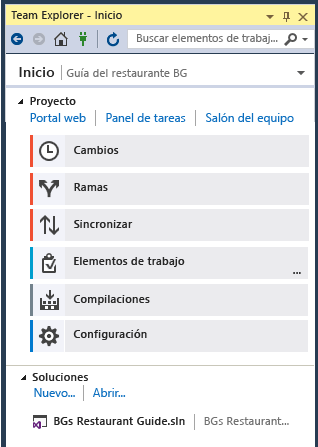 Team Explorer - Inicio
Buscar elementos de trabaj...
Inicio | Guía del restaurante BG
Proyecto
Portal web | Panel de tareas | Salón del equipo
Cambios
Ramas
Sincronizar
Elementos de trabajo
...
Compilaciones
Configuración
Soluciones
Nuevo... | Abrir...
BGs Restaurant Guide.sln | BGs Restaurant...